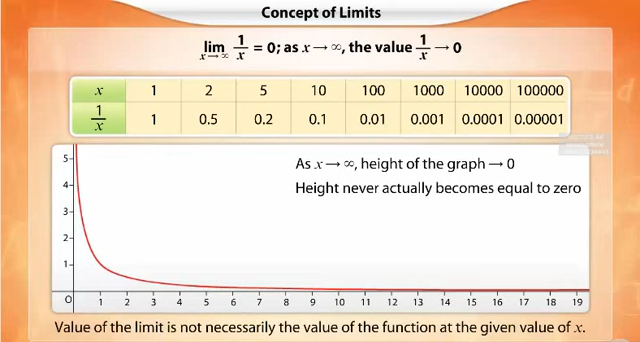 Concept of Limits
lim x→∞ 1/x = 0; as x → ∞, the value 1/x → 0
x 1 2 5 10 100 1000 10000 100000
1/x 1 0.5 0.2 0.1 0.01 0.001 0.0001 0.00001
As x → ∞, height of the graph → 0
Height never actually becomes equal to zero
5
4
3
2
1
O 1 2 3 4 5 6 7 8 9 10 11 12 13 14 15 16 17 18 19
Value of the limit is not necessarily the value of the function at the given value of x.